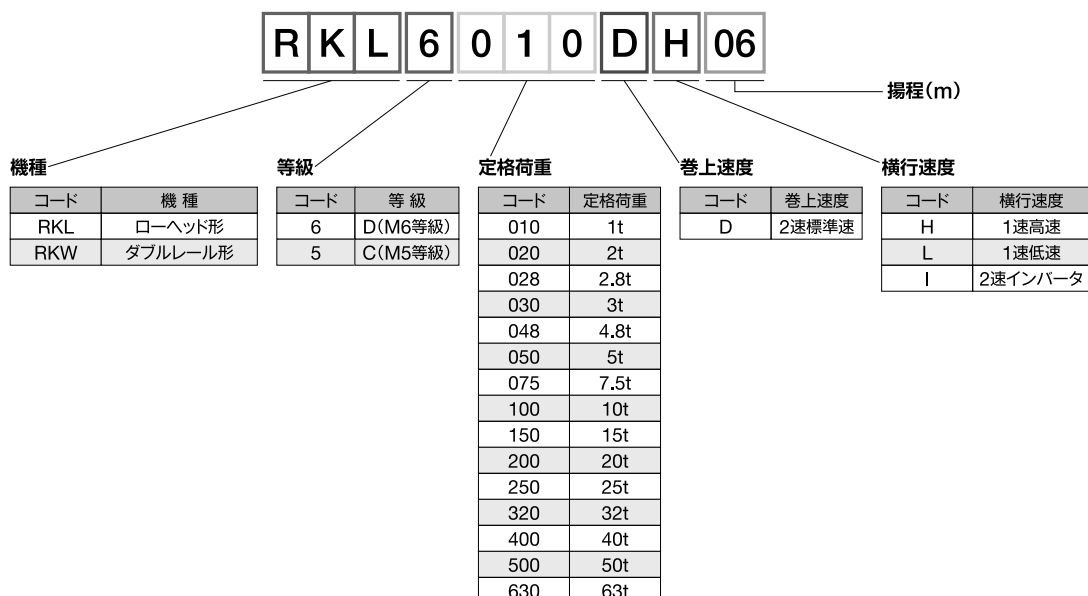 RKL6010DH06
揚程(m)
機種
コード 機 種
RKL ローヘッド形
RKW ダブルレール形
等級
コード 等 級
6 D(M6等級)
5 C(M5等級)
定格荷重
コード 定格荷重
010 1t
020 2t
028 2.8t
030 3t
048 4.8t
050 5t
075 7.5t
100 10t
150 15t
200 20t
250 25t
320 32t
400 40t
500 50t
630 63t
巻上速度
コード 巻上速度
D 2速標準速
横行速度
コード 横行速度
H 1速高速
L 1速低速
I 2速インバータ